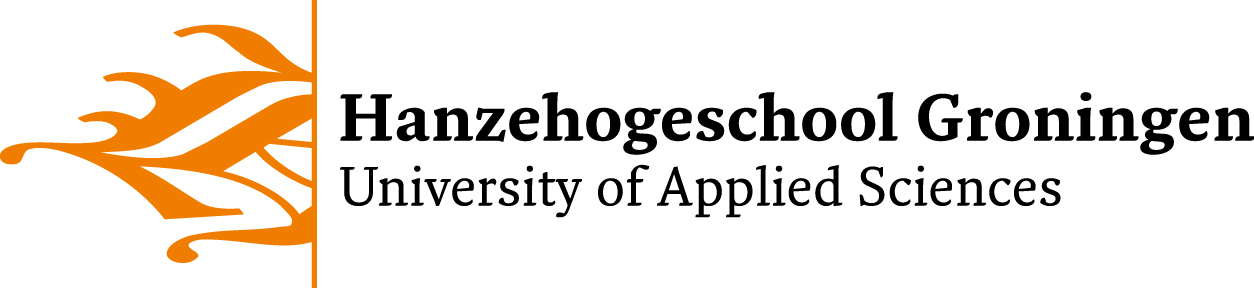 Hanzehogeschool Groningen
University of Applied Sciences